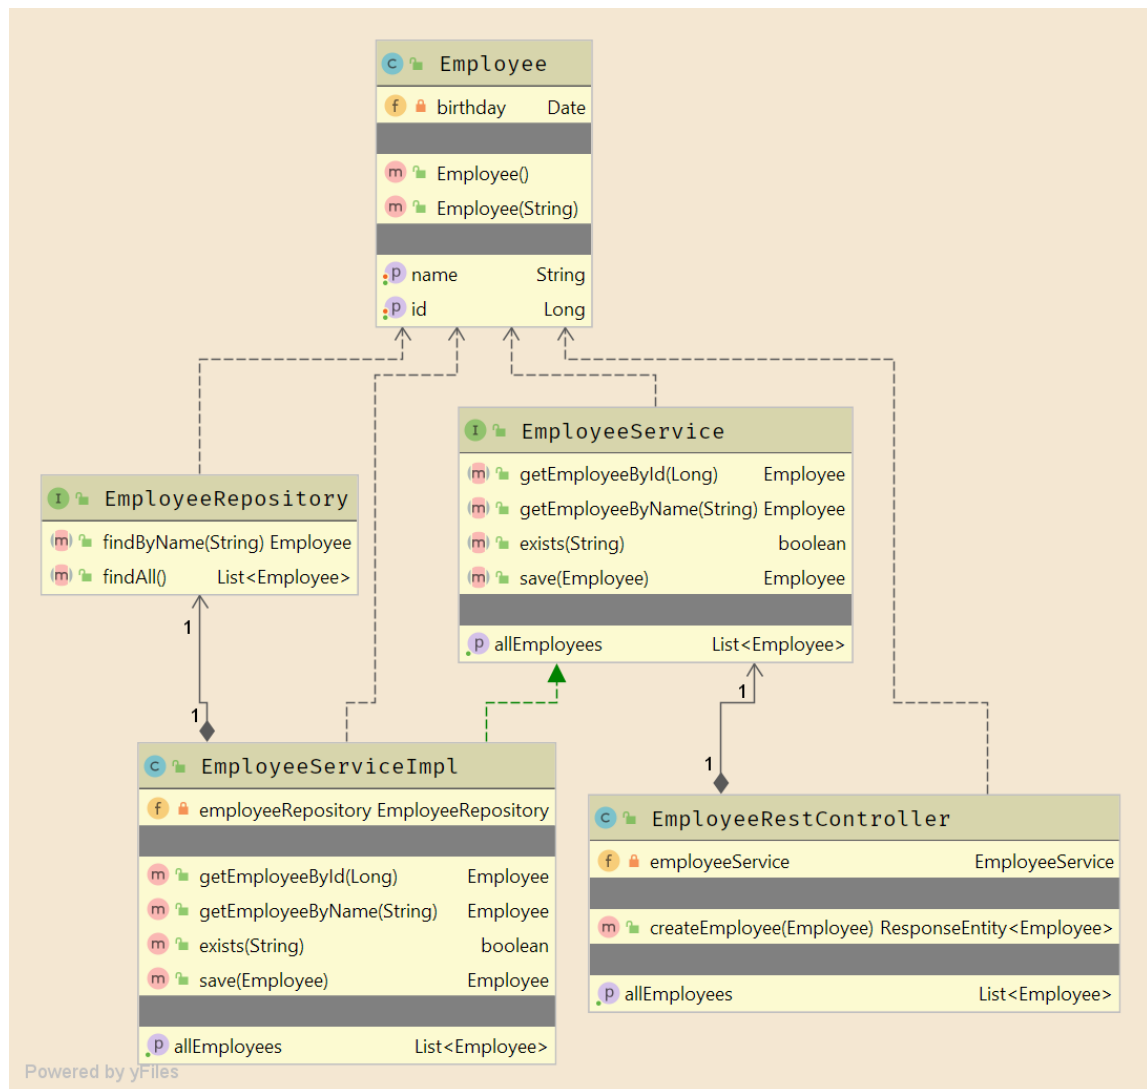 Employee
birthday Date
Employee()
Employee(String)
name String
id Long
EmployeeService
getEmployeeById(Long) Employee
getEmployeeByName(String) Employee
exists(String) boolean
save(Employee) Employee
allEmployees List<Employee>
EmployeeRepository
findByName(String) Employee
findAll() List<Employee>
1
1
1
1
EmployeeServiceImpl
employeeRepository EmployeeRepository
getEmployeeById(Long) Employee
getEmployeeByName(String) Employee
exists(String) boolean
save(Employee) Employee
allEmployees List<Employee>
EmployeeRestController
employeeService EmployeeService
createEmployee(Employee) ResponseEntity<Employee>
allEmployees List<Employee>
Powered by yFiles